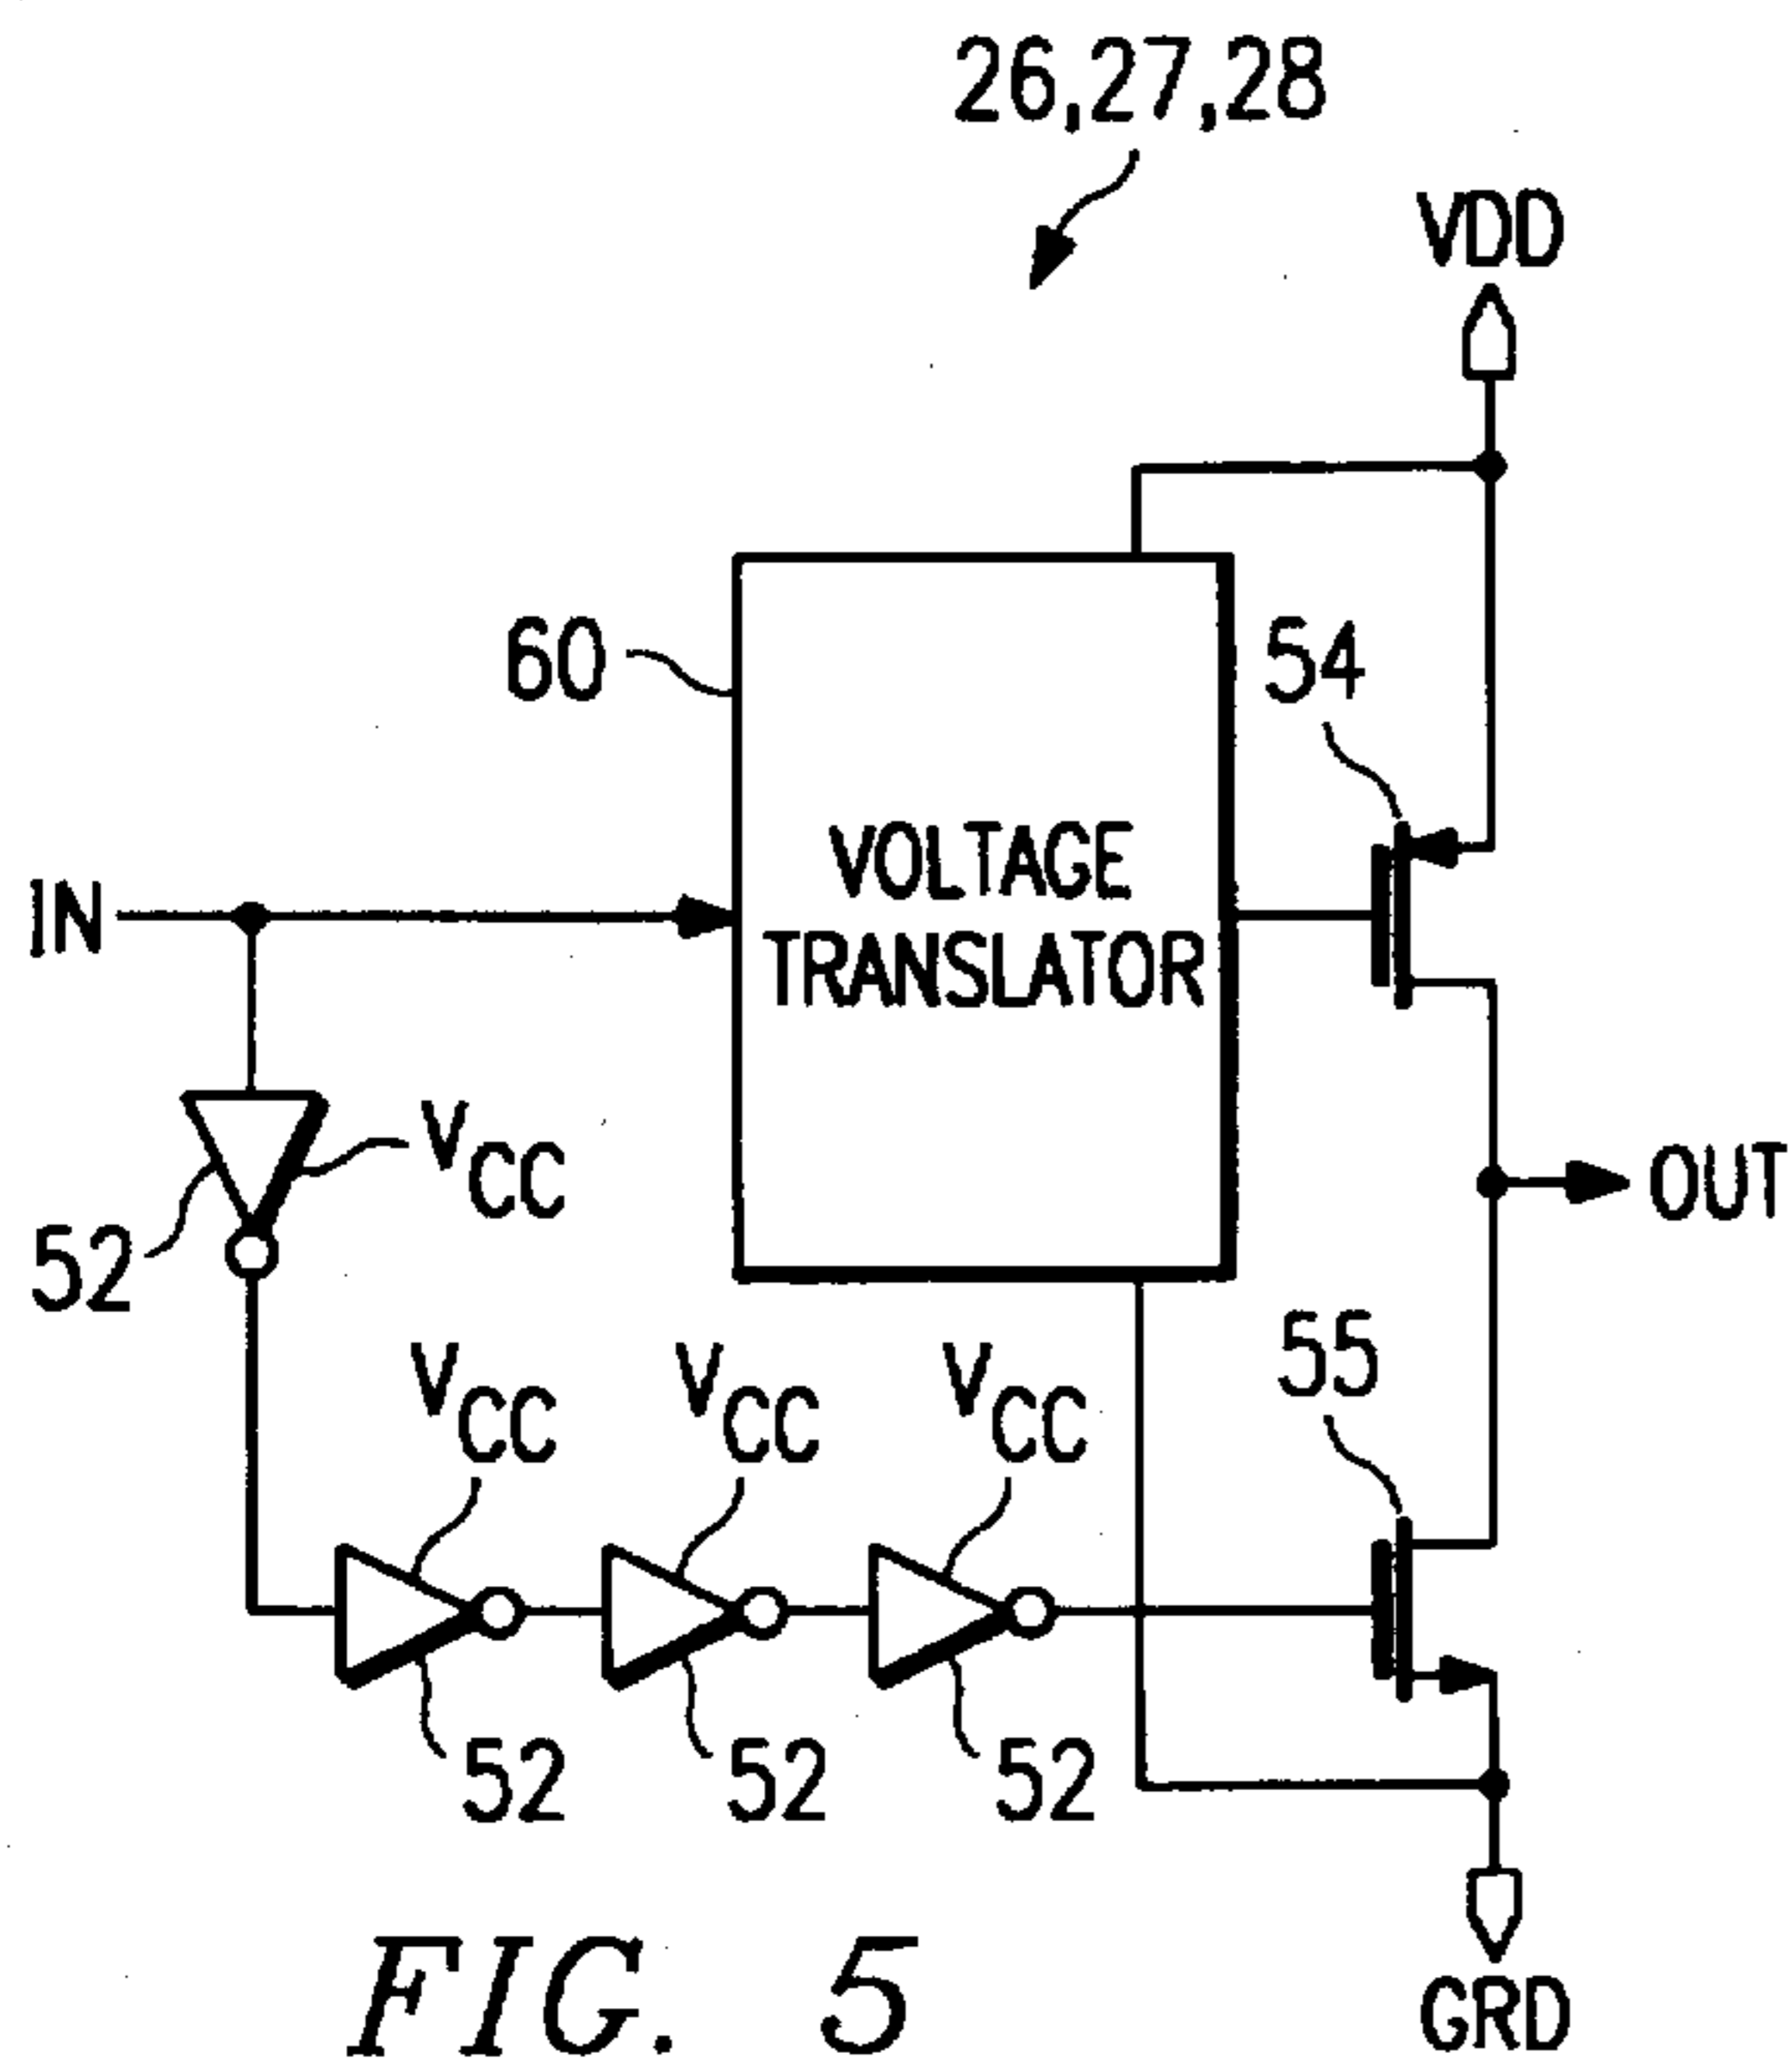 26,27,28
VDD
60
54
VOLTAGE
TRANSLATOR
IN
VCC
OUT
52
55
VCC
VCC
VCC
52
52
52
GRD
FIG. 5